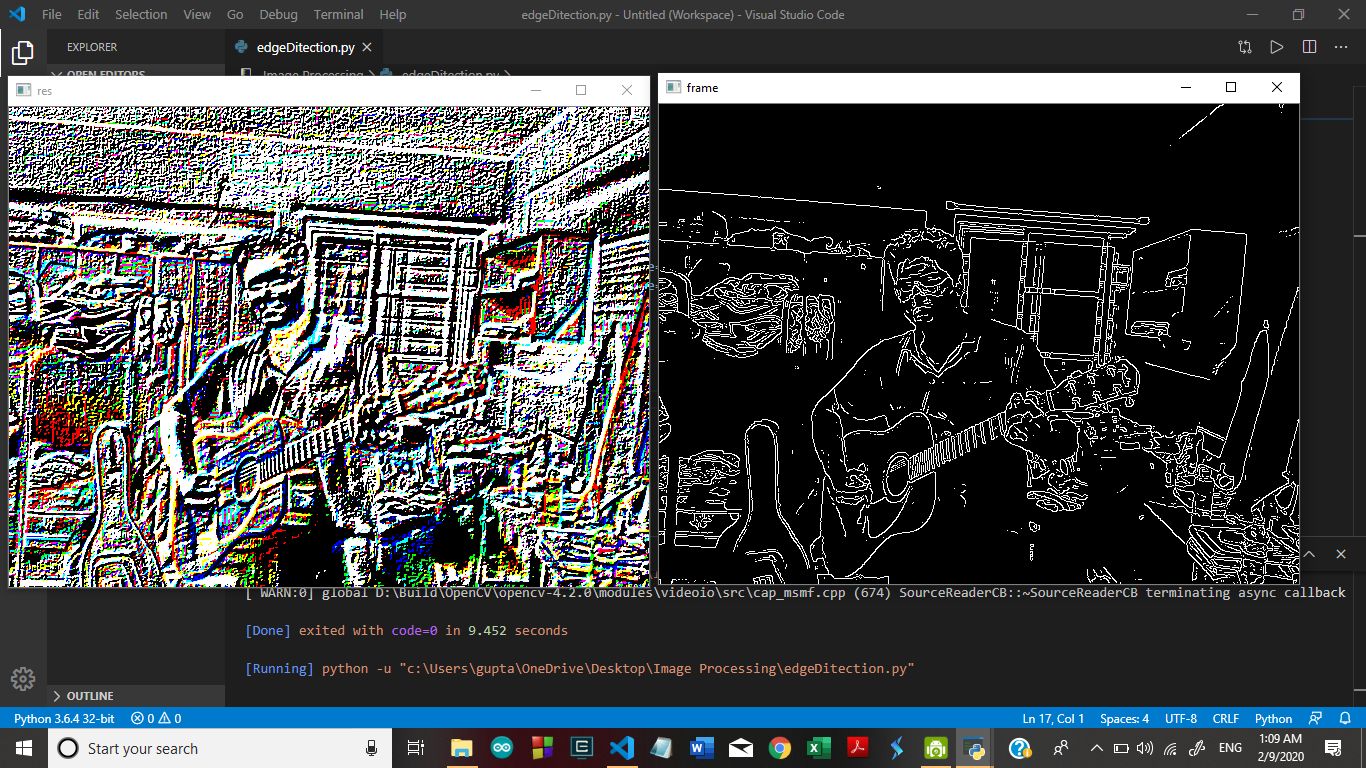 File Edit Selection View Go Debug Terminal Help
edgeDitection.py - Untitled (Workspace) - Visual Studio Code
EXPLORER
edgeDitection.py
OPEN EDITORS
Image Processing > edgeDitection.py >
res
frame
[ WARN:0] global D:\Build\OpenCV\opencv-4.2.0\modules\videoio\src\cap_msmf.cpp (674) SourceReaderCB::~SourceReaderCB terminating async callback
[Done] exited with code=0 in 9.452 seconds
[Running] python -u "c:\Users\gupta\OneDrive\Desktop\Image Processing\edgeDitection.py"
OUTLINE
Python 3.6.4 32-bit 0 0 Ln 17, Col 1 Spaces: 4 UTF-8 CRLF Python
Start your search
ENG
1:09 AM
2/9/2020